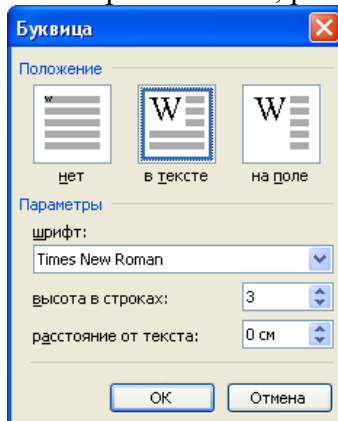 Буквица
Положение
W W W
нет в тексте на поле
Параметры
шрифт:
Times New Roman
высота в строках: 3
расстояние от текста: 0 см
ОК Отмена